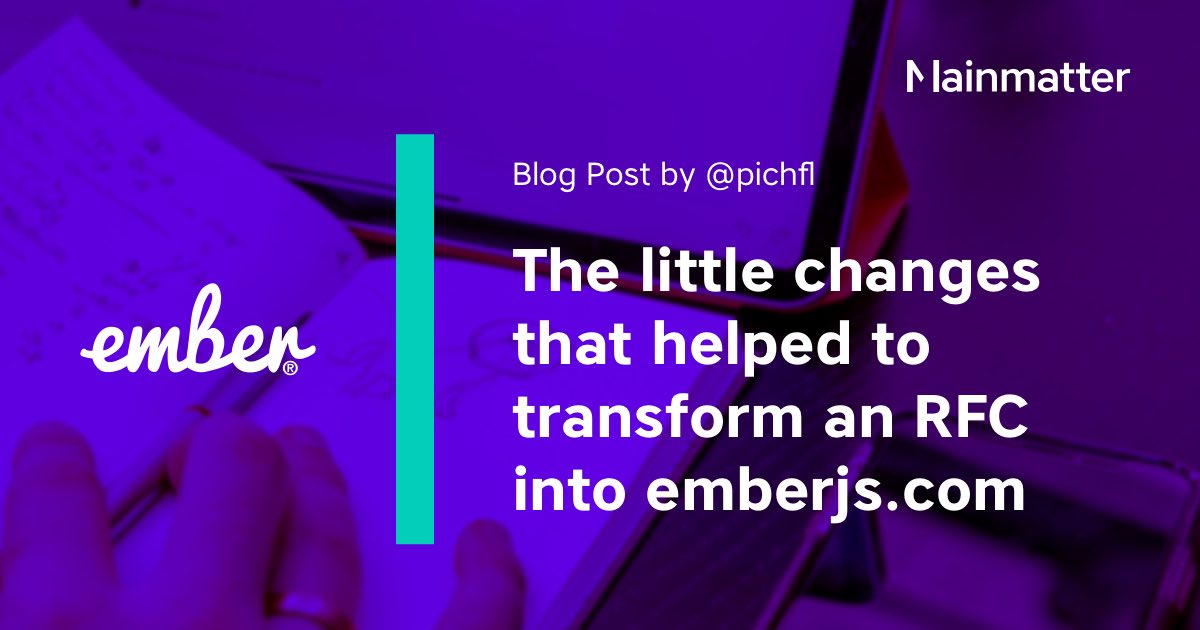 Mainmatter
Blog Post by @pichfl
The little changes
that helped to
transform an RFC
into emberjs.com
ember®